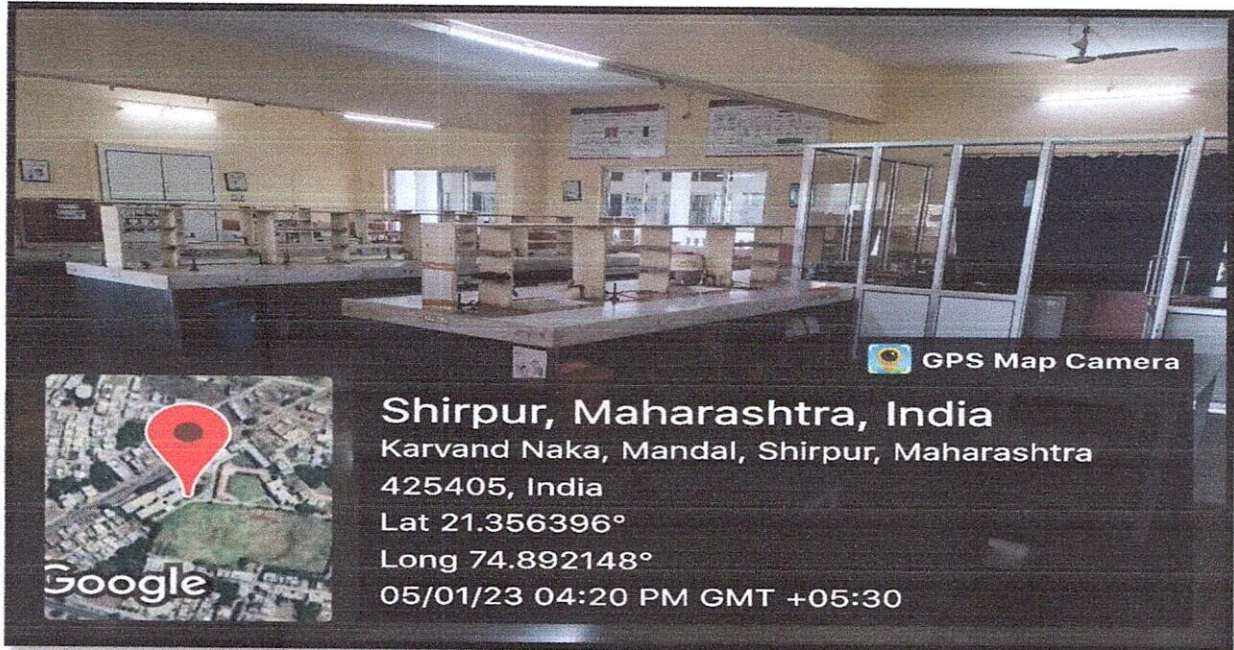 GPS Map Camera
Shirpur, Maharashtra, India
Karvand Naka, Mandal, Shirpur, Maharashtra
425405, India
Lat 21.356396°
Long 74.892148°
05/01/23 04:20 PM GMT +05:30
Google